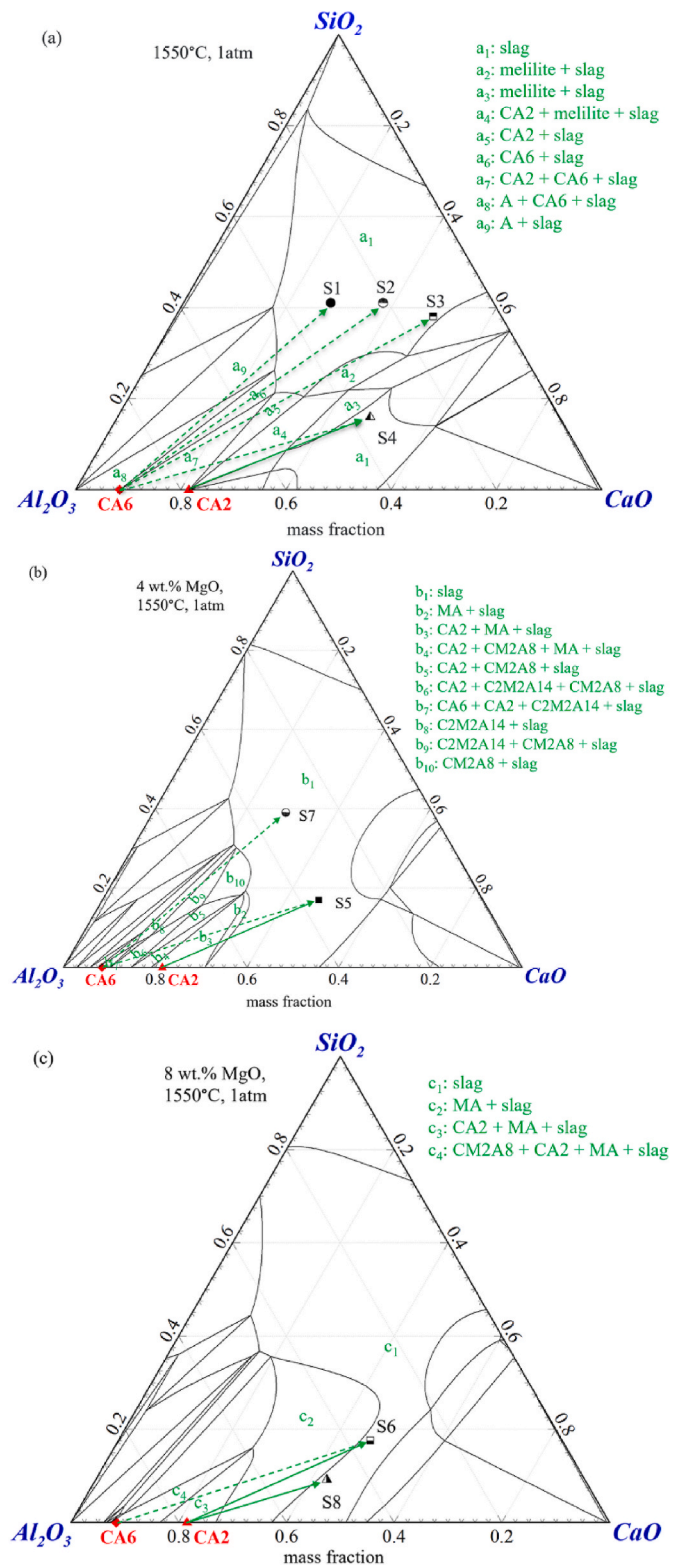 (a)
SiO2
1550°C, 1atm
a1: slag
a2: melilite + slag
a3: melilite + slag
a4: CA2 + melilite + slag
a5: CA2 + slag
a6: CA6 + slag
a7: CA2 + CA6 + slag
a8: A + CA6 + slag
a9: A + slag
0.8
0.2
0.6
0.4
a1
S1
S2
S3
0.4
0.6
a9
a2
a6
a5
0.2
0.8
a3
a4
S4
a7
a1
a8
Al2O3
CA6
0.8
CA2
0.6
0.4
0.2
CaO
mass fraction
(b)
SiO2
4 wt.% MgO,
1550°C, 1atm
b1: slag
b2: MA + slag
b3: CA2 + MA + slag
b4: CA2 + CM2A8 + MA + slag
b5: CA2 + CM2A8 + slag
b6: CA2 + C2M2A14 + CM2A8 + slag
b7: CA6 + CA2 + C2M2A14 + slag
b8: C2M2A14 + slag
b9: C2M2A14 + CM2A8 + slag
b10: CM2A8 + slag
0.8
0.2
0.6
0.4
b1
0.4
S7
0.6
b10
0.2
b9
0.8
b5
b2
S5
b8
b3
b6
b4
Al2O3
CA6
0.8
CA2
0.6
0.4
0.2
CaO
mass fraction
(c)
SiO2
8 wt.% MgO,
1550°C, 1atm
c1: slag
c2: MA + slag
c3: CA2 + MA + slag
c4: CM2A8 + CA2 + MA + slag
0.8
0.2
0.6
0.4
0.4
c1
0.6
c2
S6
0.2
0.8
c4
c3
S8
Al2O3
CA6
0.8
CA2
0.6
0.4
0.2
CaO
mass fraction